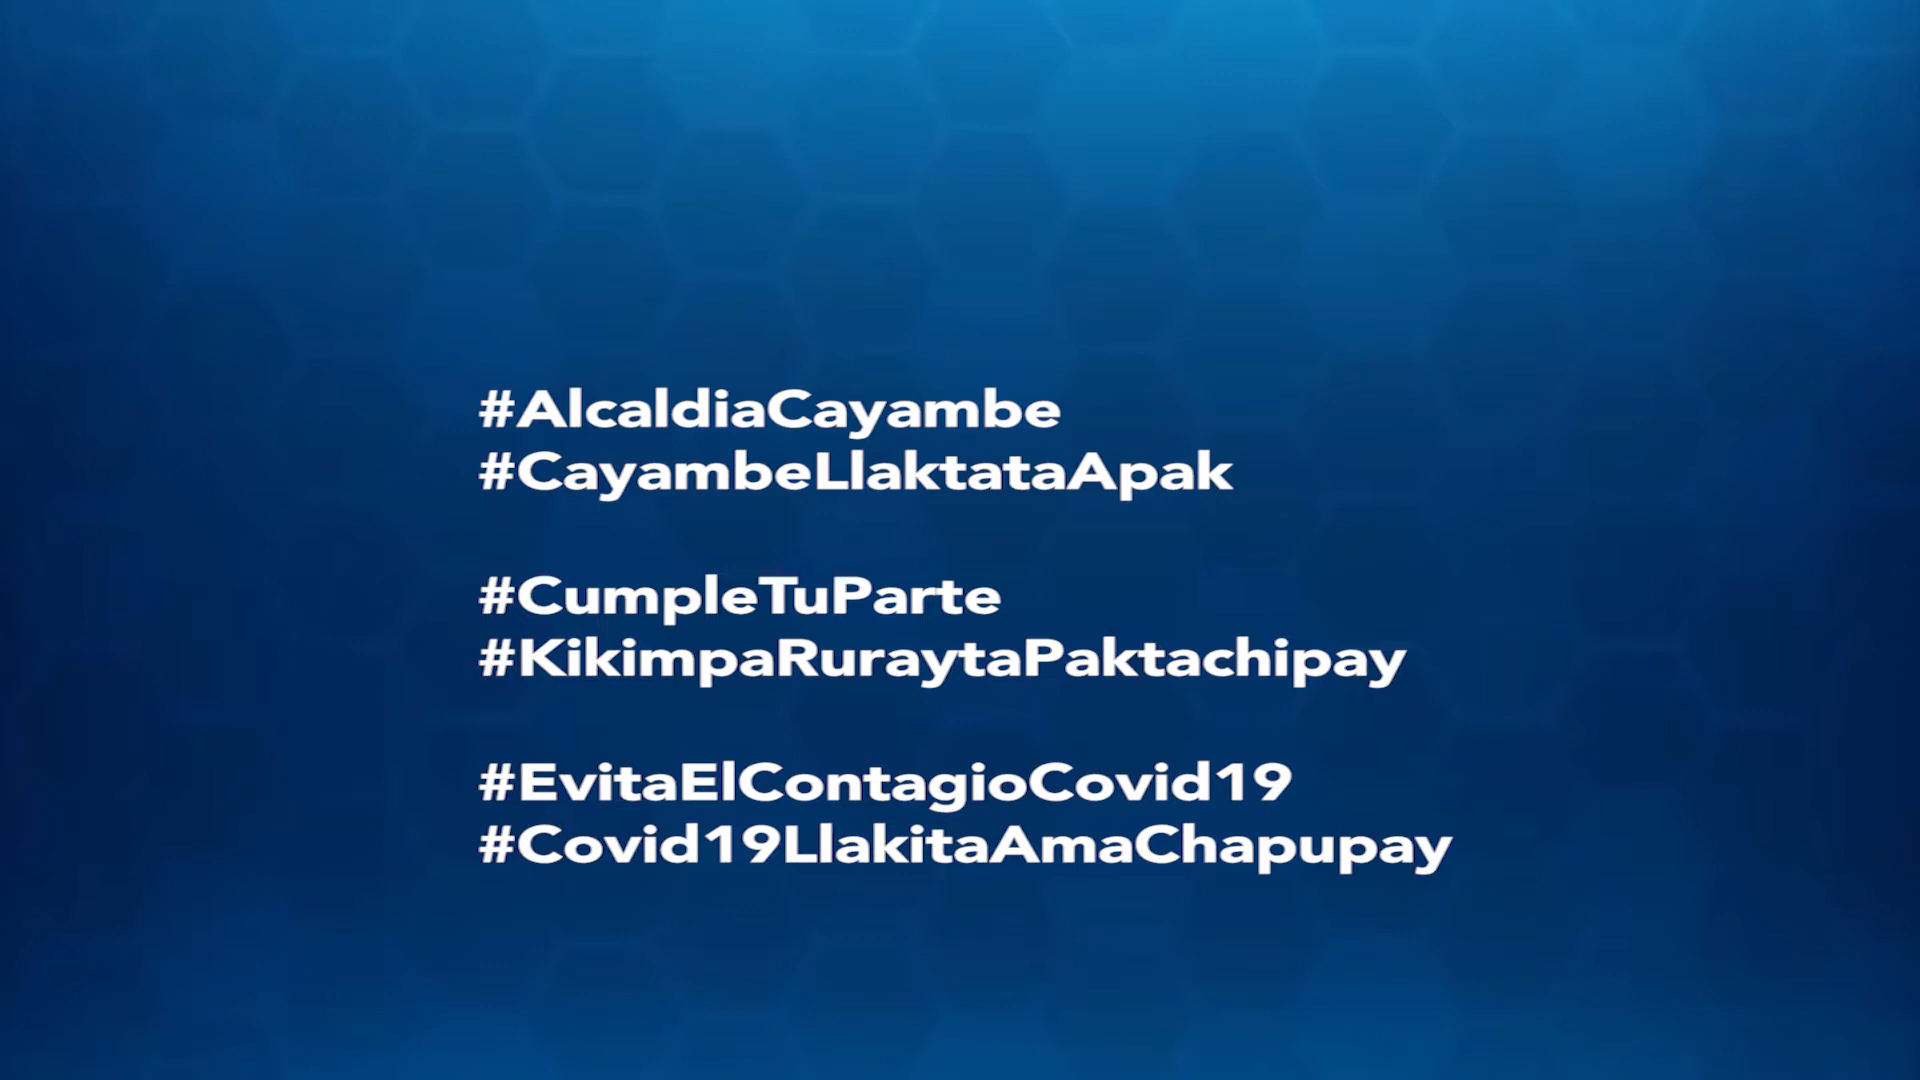 #AlcaldiaCayambe
#CayambeLlaktataApak
#CumpleTuParte
#KikimpaRuraytaPaktachipay
#EvitaElContagioCovid19
#Covid19LlakitaAmaChapupay